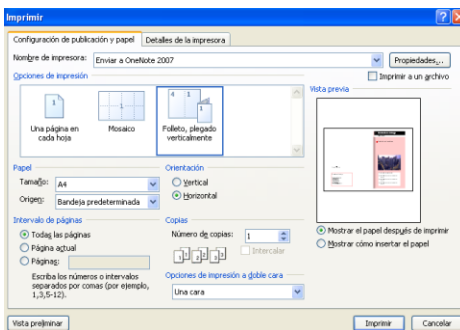 Imprimir
Configuración de publicación y papel
Detalles de la impresora
Nombre de impresora: Enviar a OneNote 2007
Propiedades...
Imprimir a un archivo
Opciones de impresión
Vista previa
Una página en cada hoja
Mosaico
Folleto, plegado verticalmente
Papel
Orientación
Tamaño: A4
Vertical
Origen: Bandeja predeterminada
Horizontal
Intervalo de páginas
Copias
Todas las páginas
Número de copias: 1
Mostrar el papel después de imprimir
Página actual
Intercalar
Mostrar cómo insertar el papel
Páginas:
Escriba los números o intervalos
separados por comas (por ejemplo,
1,3,5-12).
Opciones de impresión a doble cara
Una cara
Vista preliminar
Imprimir
Cancelar